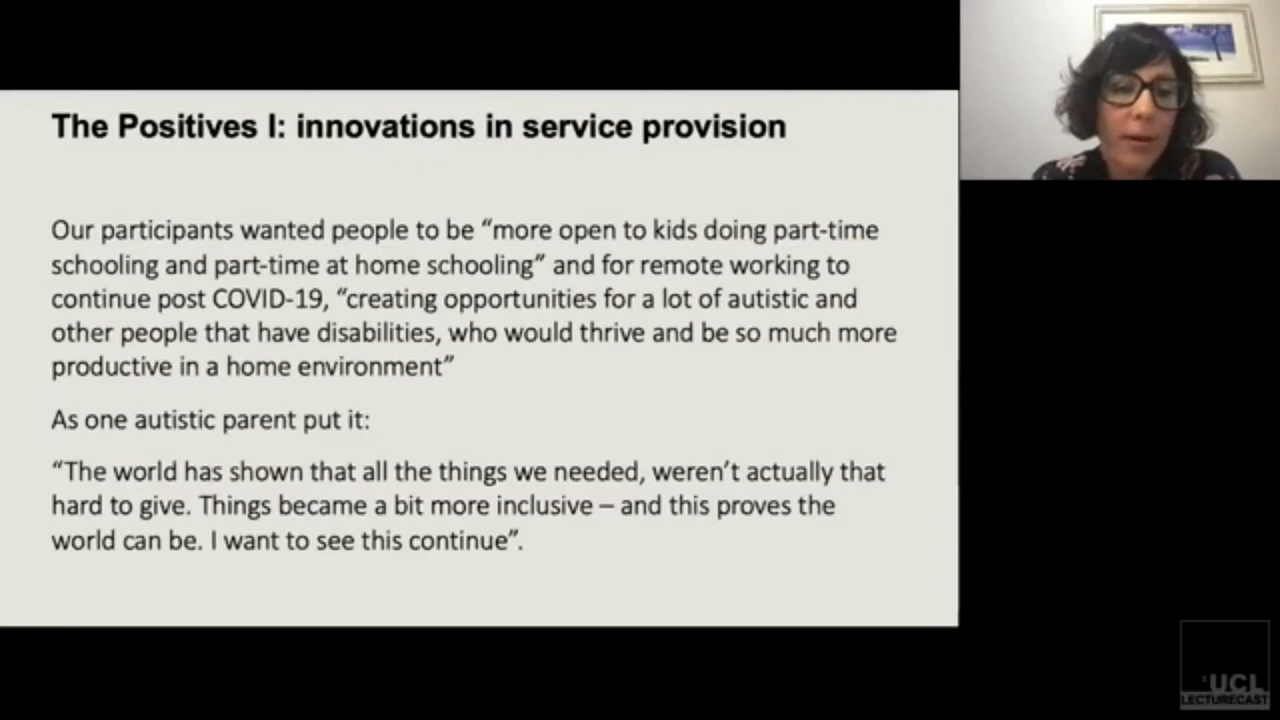 The Positives I: innovations in service provision
Our participants wanted people to be “more open to kids doing part-time
schooling and part-time at home schooling” and for remote working to
continue post COVID-19, “creating opportunities for a lot of autistic and
other people that have disabilities, who would thrive and be so much more
productive in a home environment”
As one autistic parent put it:
“The world has shown that all the things we needed, weren’t actually that
hard to give. Things became a bit more inclusive – and this proves the
world can be. I want to see this continue”.
UCL
LECTURECAST